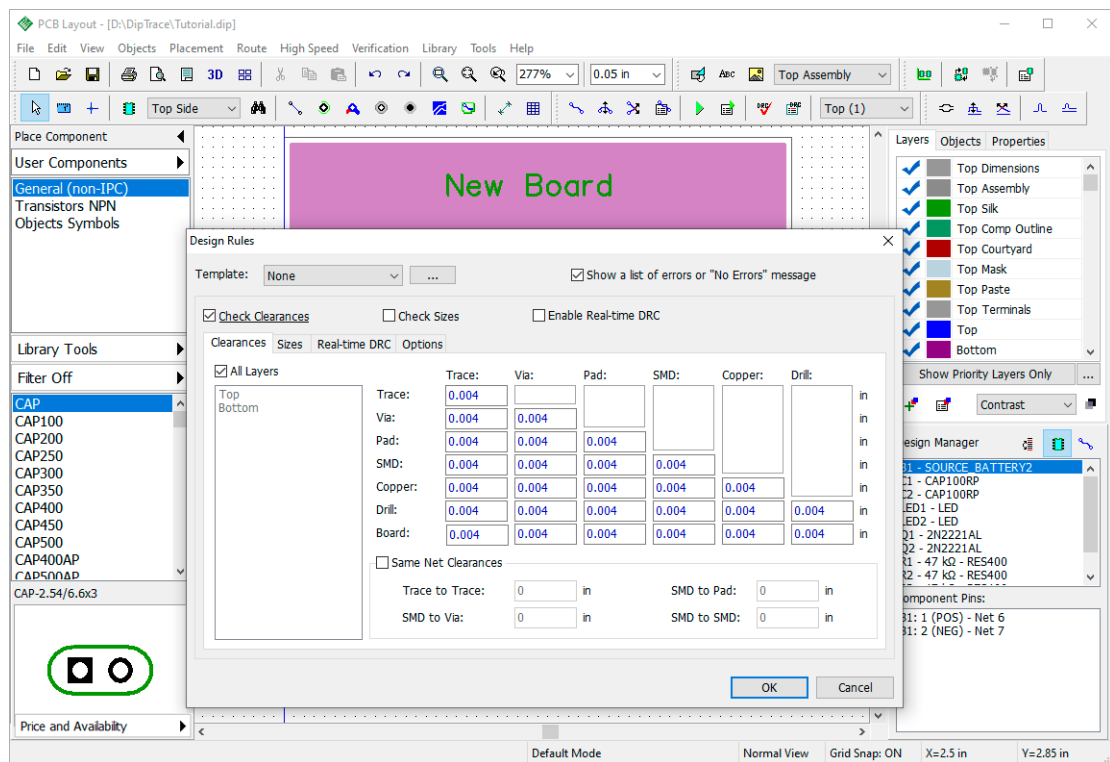 PCB Layout - [D:\DipTrace\Tutorial.dip]
File Edit View Objects Placement Route High Speed Verification Library Tools Help
3D 277% 0.05 in ABC Top Assembly
Top Side Top (1)
Place Component
User Components
General (non-IPC)
Transistors NPN
Objects Symbols
Library Tools
Filter Off
CAP
CAP100
CAP200
CAP250
CAP300
CAP350
CAP400
CAP450
CAP500
CAP400AP
CAP500AP
CAP-2.54/6.6x3
Price and Availability
New Board
Design Rules
Template: None ... Show a list of errors or "No Errors" message
Check Clearances Check Sizes Enable Real-time DRC
Clearances Sizes Real-time DRC Options
All Layers
Top
Bottom
Trace: Via: Pad: SMD: Copper: Drill:
Trace: 0.004 in
Via: 0.004 0.004 in
Pad: 0.004 0.004 0.004 in
SMD: 0.004 0.004 0.004 0.004 in
Copper: 0.004 0.004 0.004 0.004 0.004 in
Drill: 0.004 0.004 0.004 0.004 0.004 0.004 in
Board: 0.004 0.004 0.004 0.004 0.004 0.004 in
Same Net Clearances
Trace to Trace: 0 in SMD to Pad: 0 in
SMD to Via: 0 in SMD to SMD: 0 in
OK Cancel
Layers Objects Properties
Top Dimensions
Top Assembly
Top Silk
Top Comp Outline
Top Courtyard
Top Mask
Top Paste
Top Terminals
Top
Bottom
Show Priority Layers Only ...
Contrast
esign Manager
B1 - SOURCE_BATTERY2
C1 - CAP100RP
C2 - CAP100RP
LED1 - LED
LED2 - LED
Q1 - 2N2221AL
Q2 - 2N2221AL
R1 - 47 kΩ - RES400
R2 - 47 kΩ - RES400
omponent Pins:
B1: 1 (POS) - Net 6
B1: 2 (NEG) - Net 7
Default Mode Normal View Grid Snap: ON X=2.5 in Y=2.85 in